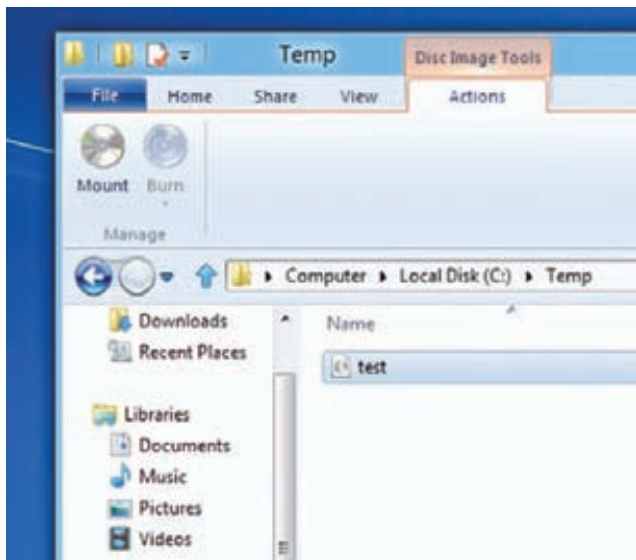 Temp
Disc Image Tools
File Home Share View Actions
Mount Burn
Manage
Computer Local Disk (C:) Temp
Downloads
Recent Places
Libraries
Documents
Music
Pictures
Videos
Name
test